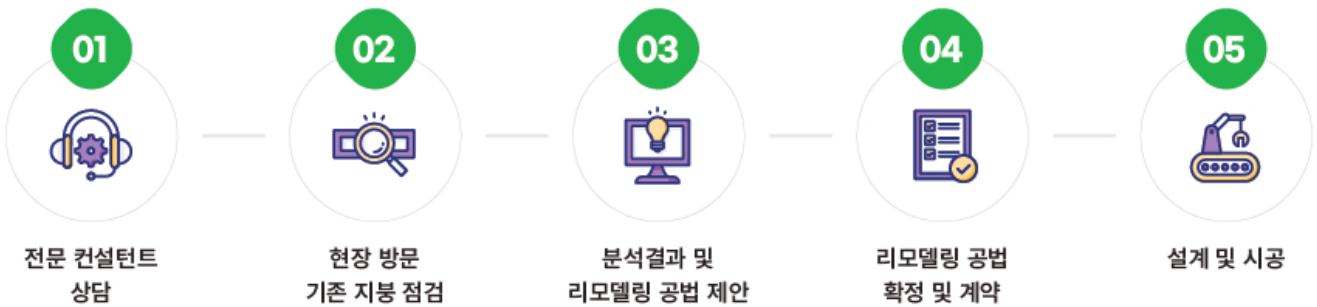 01
02
03
04
05
전문 컨설턴트
상담
현장 방문
기존 지붕 점검
분석결과 및
리모델링 공법 제안
리모델링 공법
확정 및 계약
설계 및 시공